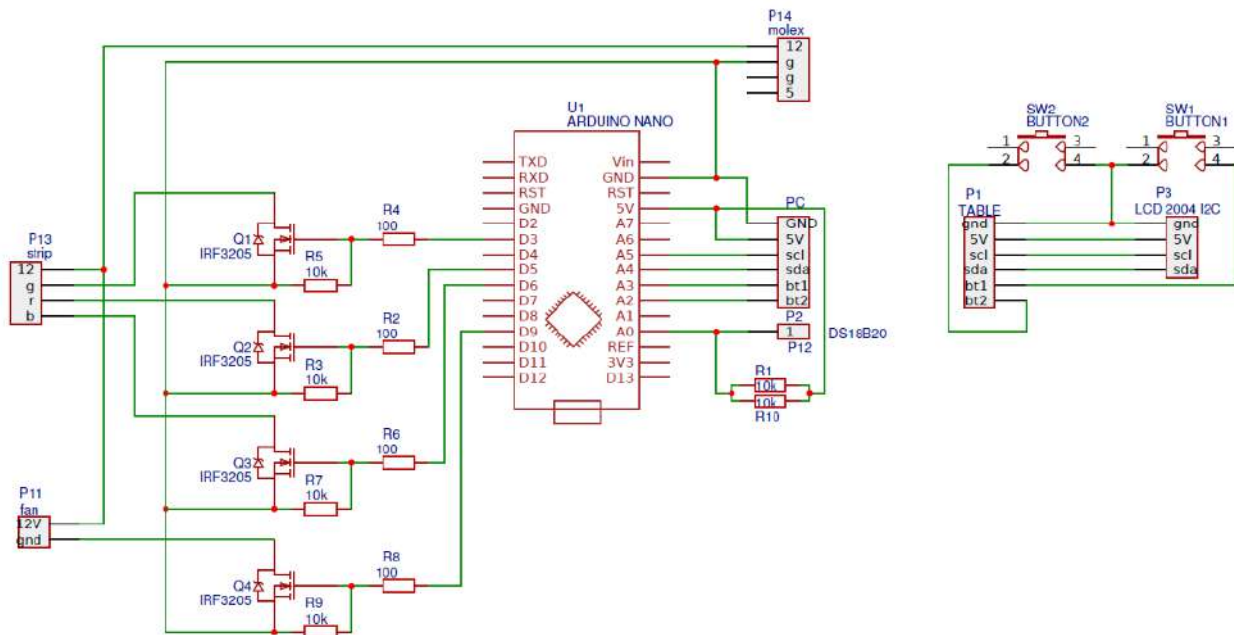 P14
molex
12
g
g
5
U1
ARDUINO NANO
TXD
RXD
RST
GND
D2
D3
D4
D5
D6
D7
D8
D9
D10
D11
D12
Vin
GND
RST
5V
A7
A6
A5
A4
A3
A2
A1
A0
REF
3V3
D13
P13
strip
12
g
r
b
Q1
IRF3205
R4
100
R5
10k
Q2
IRF3205
R2
100
R3
10k
Q3
IRF3205
R6
100
R7
10k
P11
fan
12V
gnd
Q4
IRF3205
R8
100
R9
10k
PC
GND
5V
scl
sda
bt1
bt2
P2
1
P12
DS18B20
R1
10k
10k
R10
SW2
BUTTON2
1
2
3
4
SW1
BUTTON1
1
2
3
4
P1
TABLE
gnd
5V
scl
sda
bt1
bt2
P3
LCD 2004 I2C
gnd
5V
scl
sda